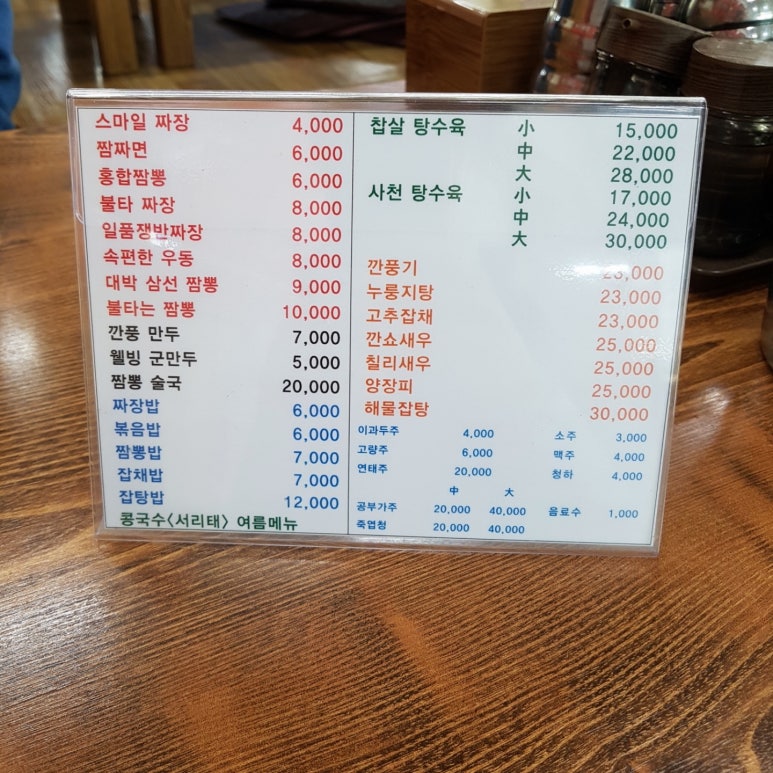 스마일 짜장 4,000
짬짜면 6,000
홍합짬뽕 6,000
불타 짜장 8,000
일품쟁반짜장 8,000
속편한 우동 8,000
대박 삼선 짬뽕 9,000
불타는 짬뽕 10,000
깐풍 만두 7,000
웰빙 군만두 5,000
짬뽕 술국 20,000
짜장밥 6,000
볶음밥 6,000
짬뽕밥 7,000
잡채밥 7,000
잡탕밥 12,000
콩국수<서리태> 여름메뉴
찹살 탕수육 小 15,000
中 22,000
大 28,000
사천 탕수육 小 17,000
中 24,000
大 30,000
깐풍기 23,000
누룽지탕 23,000
고추잡채 23,000
깐쇼새우 25,000
칠리새우 25,000
양장피 25,000
해물잡탕 30,000
이과두주 4,000 소주 3,000
고량주 6,000 맥주 4,000
연태주 20,000 청하 4,000
中 大
공부가주 20,000 40,000 음료수 1,000
죽엽청 20,000 40,000